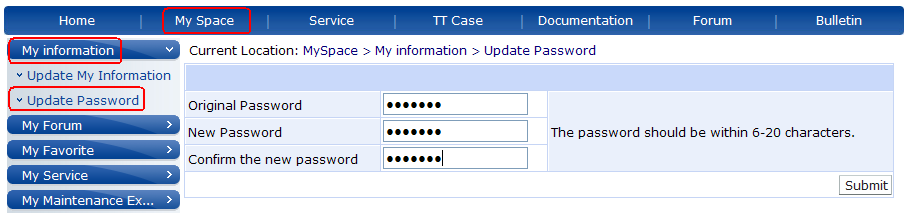 Home My Space Service TT Case Documentation Forum Bulletin
My information
Current Location: MySpace > My information > Update Password
Update My Information
Update Password
Original Password •••••••
New Password •••••••
The password should be within 6-20 characters.
Confirm the new password •••••••
My Forum
My Favorite
My Service
My Maintenance Ex...
Submit